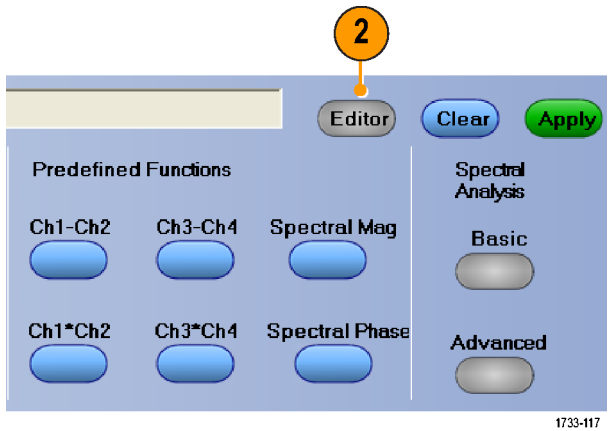 2
Editor Clear Apply
Predefined Functions
Spectral
Analysis
Ch1-Ch2 Ch3-Ch4 Spectral Mag
Basic
Ch1*Ch2 Ch3*Ch4 Spectral Phase
Advanced
1733-117